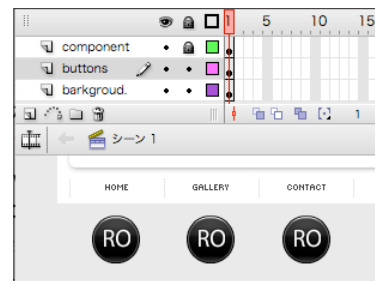 1 5 10 15
component
buttons
barkgroud.
1
シーン 1
HOME GALLERY CONTACT
RO RO RO